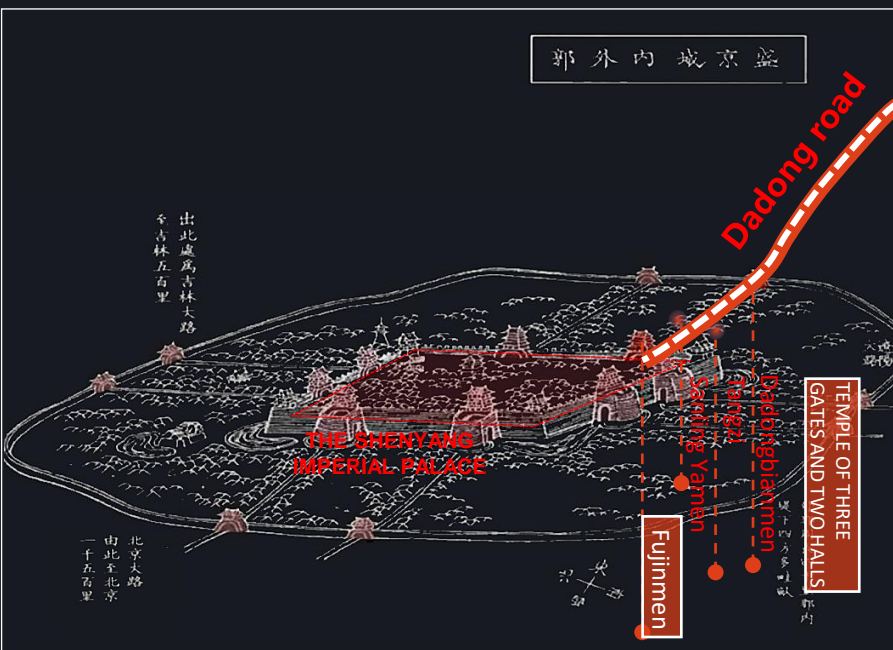 盛京城內外郭
Dadong road
出此處為吉林大路
至吉林五百里
THE SHENYANG
IMPERIAL PALACE
Sanling Yamen
Tangzi
Dadongbianmen
TEMPLE OF THREE
GATES AND TWO HALLS
Fujinmen
北京大路
由此至北京
一千五百里